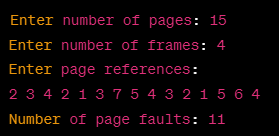 Enter number of pages: 15
Enter number of frames: 4
Enter page references:
2 3 4 2 1 3 7 5 4 3 2 1 5 6 4
Number of page faults: 11